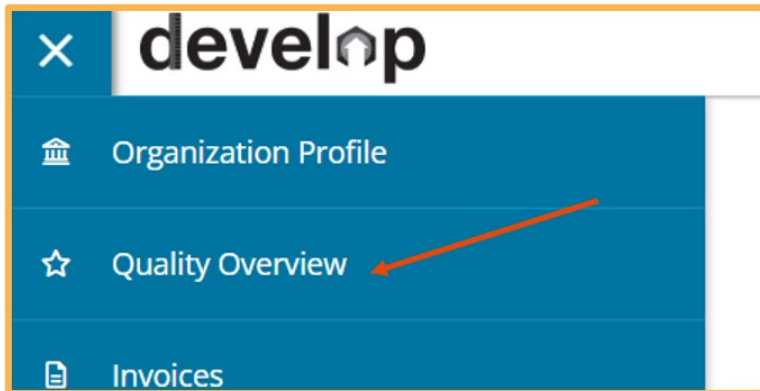 develop
Organization Profile
Quality Overview
Invoices